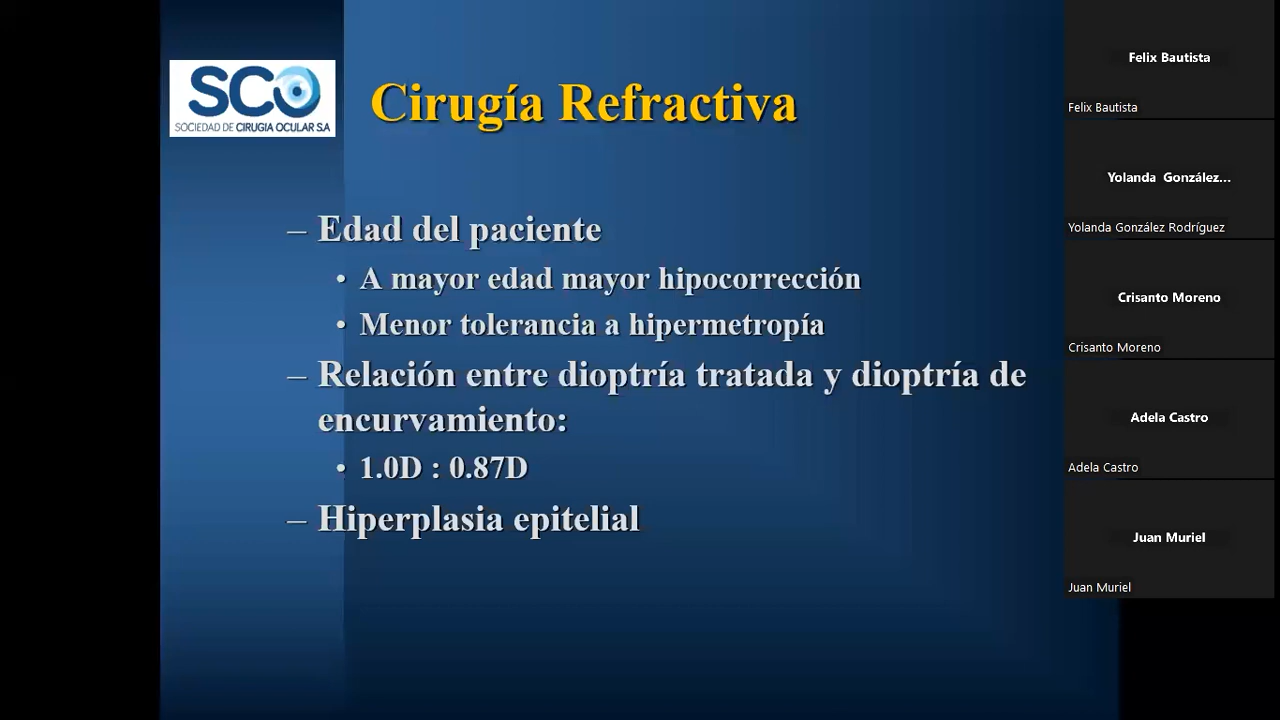 SCO
SOCIEDAD DE CIRUGIA OCULAR S.A
Cirugía Refractiva
– Edad del paciente
• A mayor edad mayor hipocorrección
• Menor tolerancia a hipermetropía
– Relación entre dioptría tratada y dioptría de
encurvamiento:
• 1.0D : 0.87D
– Hiperplasia epitelial
Felix Bautista
Felix Bautista
Yolanda González...
Yolanda González Rodríguez
Crisanto Moreno
Crisanto Moreno
Adela Castro
Adela Castro
Juan Muriel
Juan Muriel